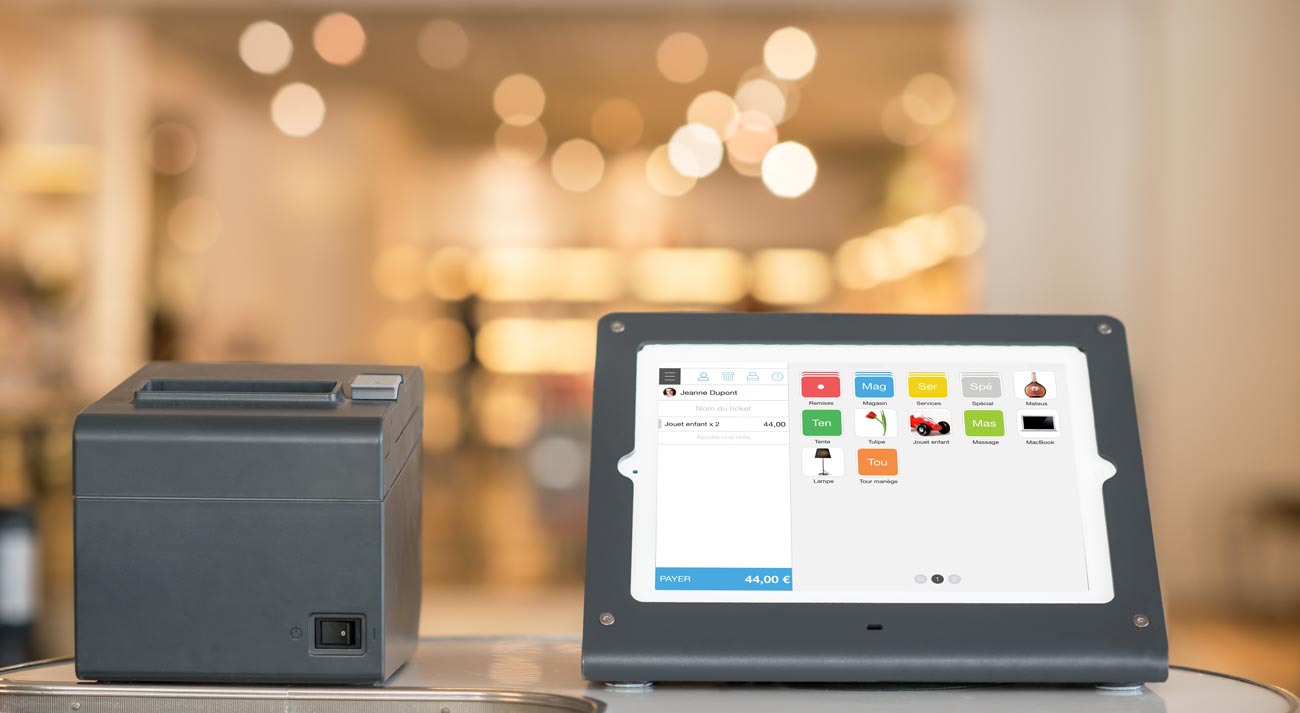 Jeanne Dupont
Nom du ticket
Jouet enfant x 2 44,00
Ajouter une note
PAYER 44,00 €
Mag Ser Spé
Remises Magasin Services Spécial Mateus
Ten Mas
Tente Tulipe Jouet enfant Massage MacBook
Tou
Lampe Tour manège
1 2